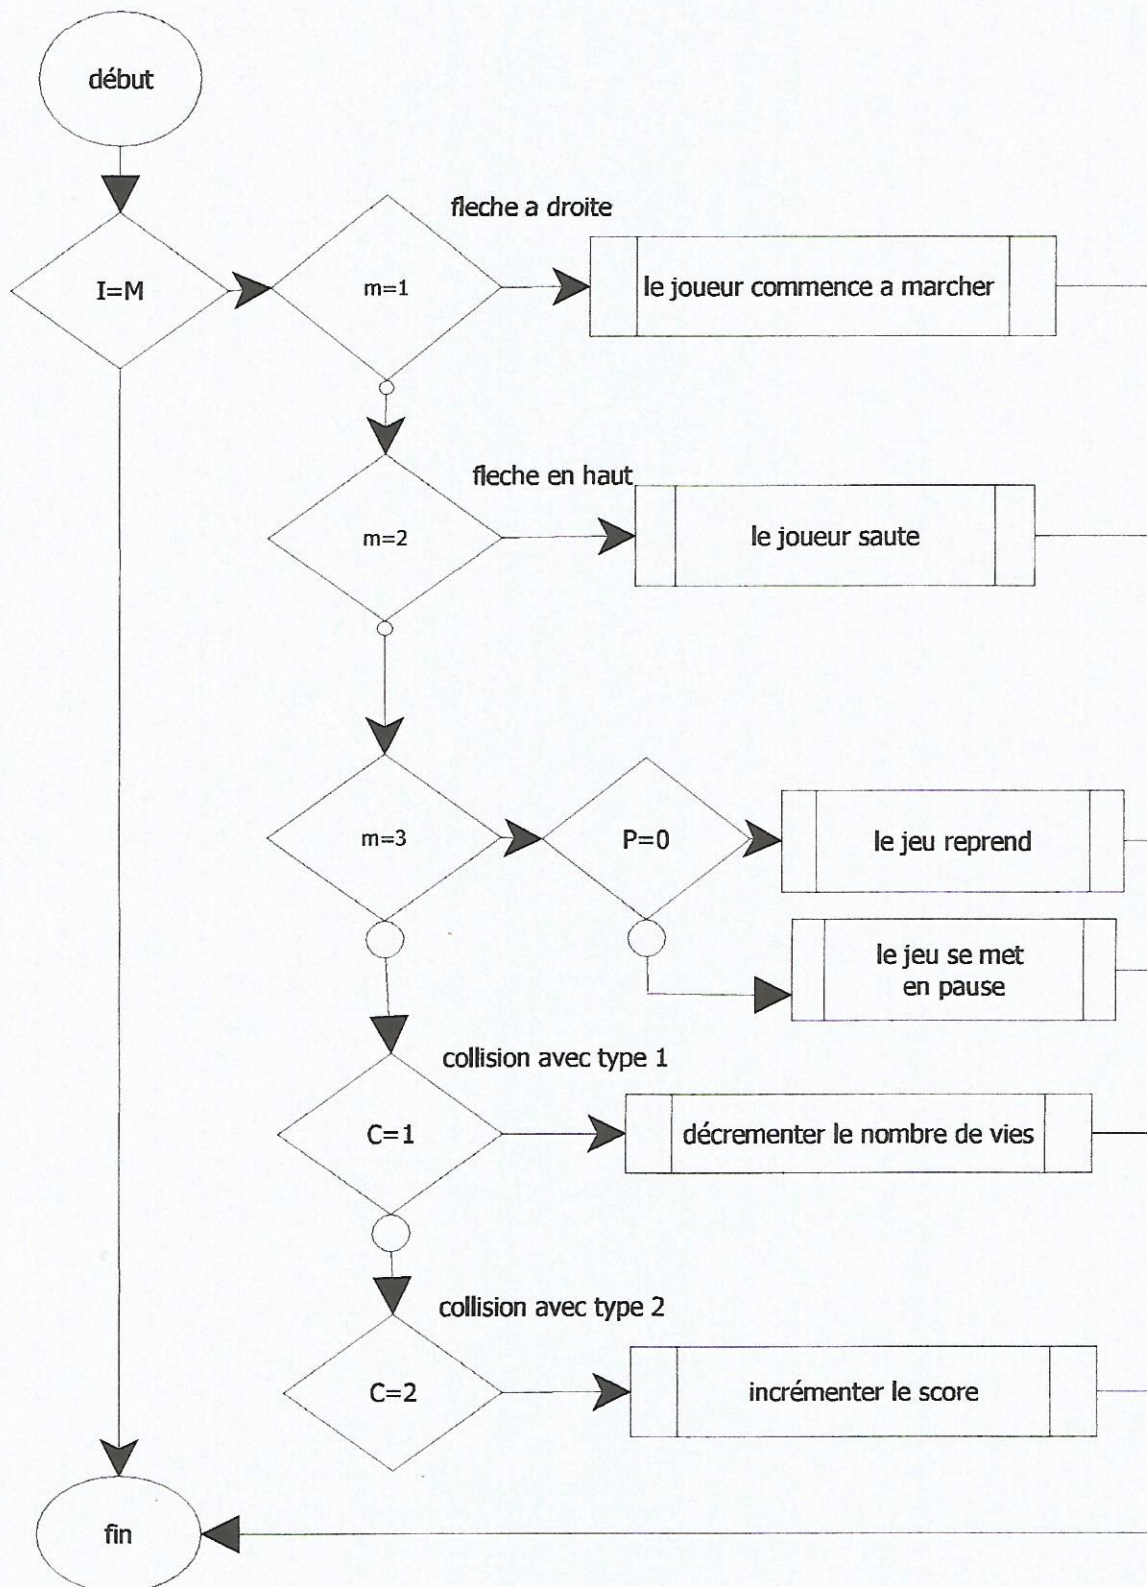 début
fleche a droite
I=M
m=1
le joueur commence a marcher
fleche en haut
m=2
le joueur saute
m=3
P=0
le jeu reprend
le jeu se met
en pause
collision avec type 1
C=1
décrementer le nombre de vies
collision avec type 2
C=2
incrémenter le score
fin